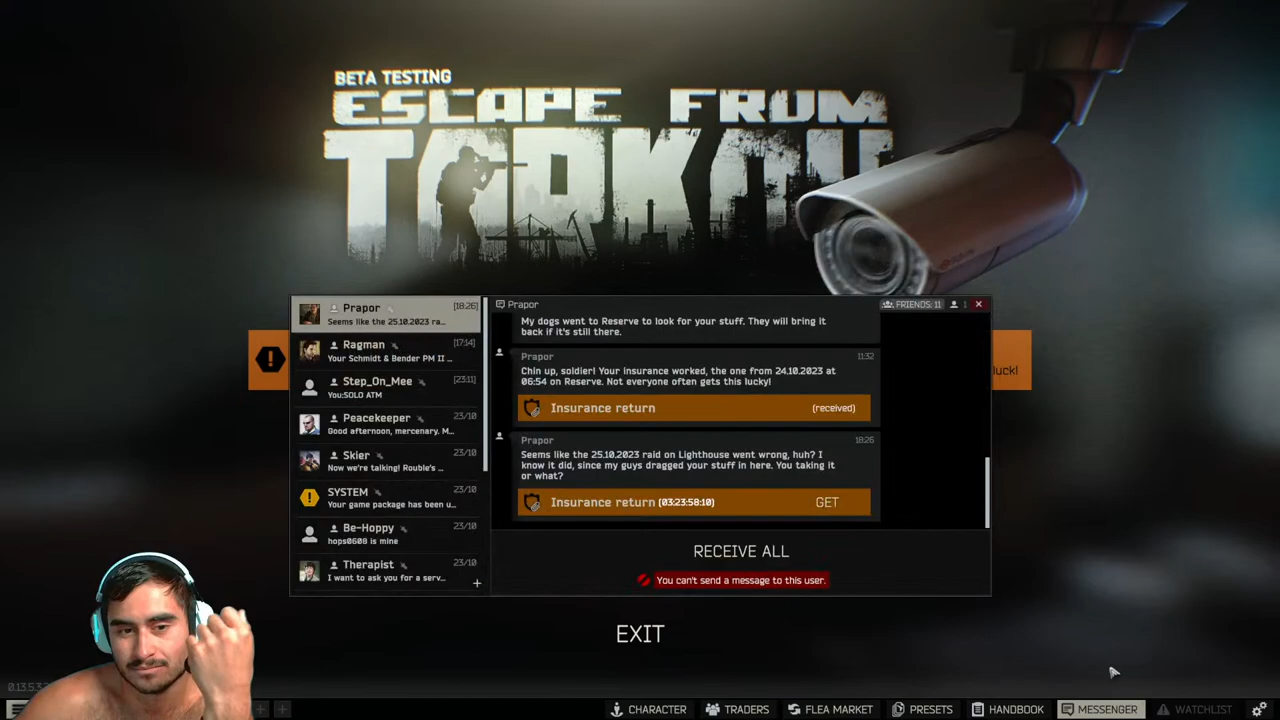 BETA TESTING
ESCAPE FROM
TARKOV
Prapor
[18:26]
Seems like the 25.10.2023 ra...
Ragman
[17:14]
Your Schmidt & Bender PM II ...
Step_On_Mee
[23:11]
You:SOLO ATM
Peacekeeper
23/10
Good afternoon, mercenary. M...
Skier
23/10
Now we're talking! Rouble's ...
SYSTEM
23/10
Your game package has been u...
Be-Hoppy
23/10
hops0608 is mine
Therapist
23/10
I want to ask you for a serv...
+
Prapor
FRIENDS: 11
1
My dogs went to Reserve to look for your stuff. They will bring it
back if it's still there.
Prapor
11:32
Chin up, soldier! Your insurance worked, the one from 24.10.2023 at
06:54 on Reserve. Not everyone often gets this lucky!
Insurance return
(received)
Prapor
18:26
Seems like the 25.10.2023 raid on Lighthouse went wrong, huh? I
know it did, since my guys dragged your stuff in here. You taking it
or what?
Insurance return (03:23:58:10)
GET
RECEIVE ALL
You can't send a message to this user.
luck!
EXIT
CHARACTER
TRADERS
FLEA MARKET
PRESETS
HANDBOOK
MESSENGER
WATCHLIST